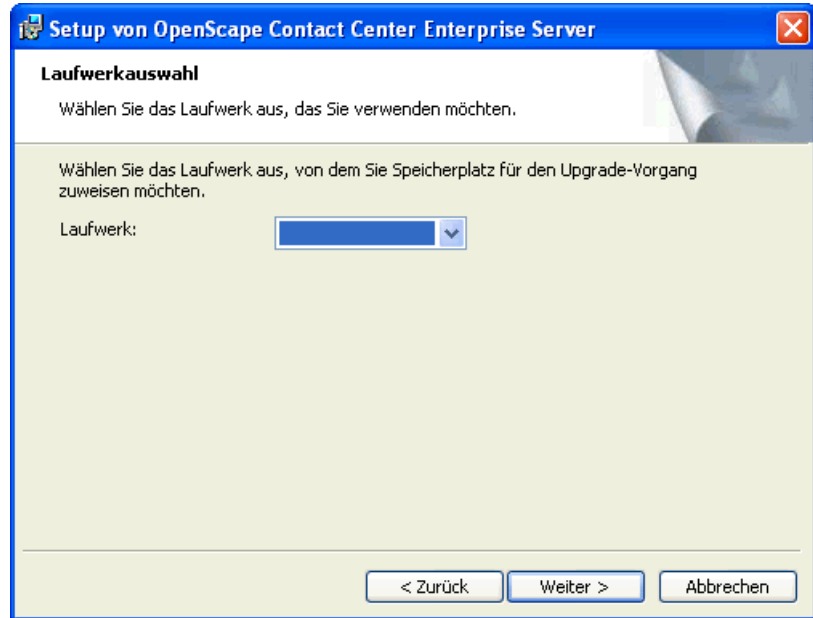 Setup von OpenScape Contact Center Enterprise Server
Laufwerkauswahl
Wählen Sie das Laufwerk aus, das Sie verwenden möchten.
Wählen Sie das Laufwerk aus, von dem Sie Speicherplatz für den Upgrade-Vorgang
zuweisen möchten.
Laufwerk:
< Zurück
Weiter >
Abbrechen